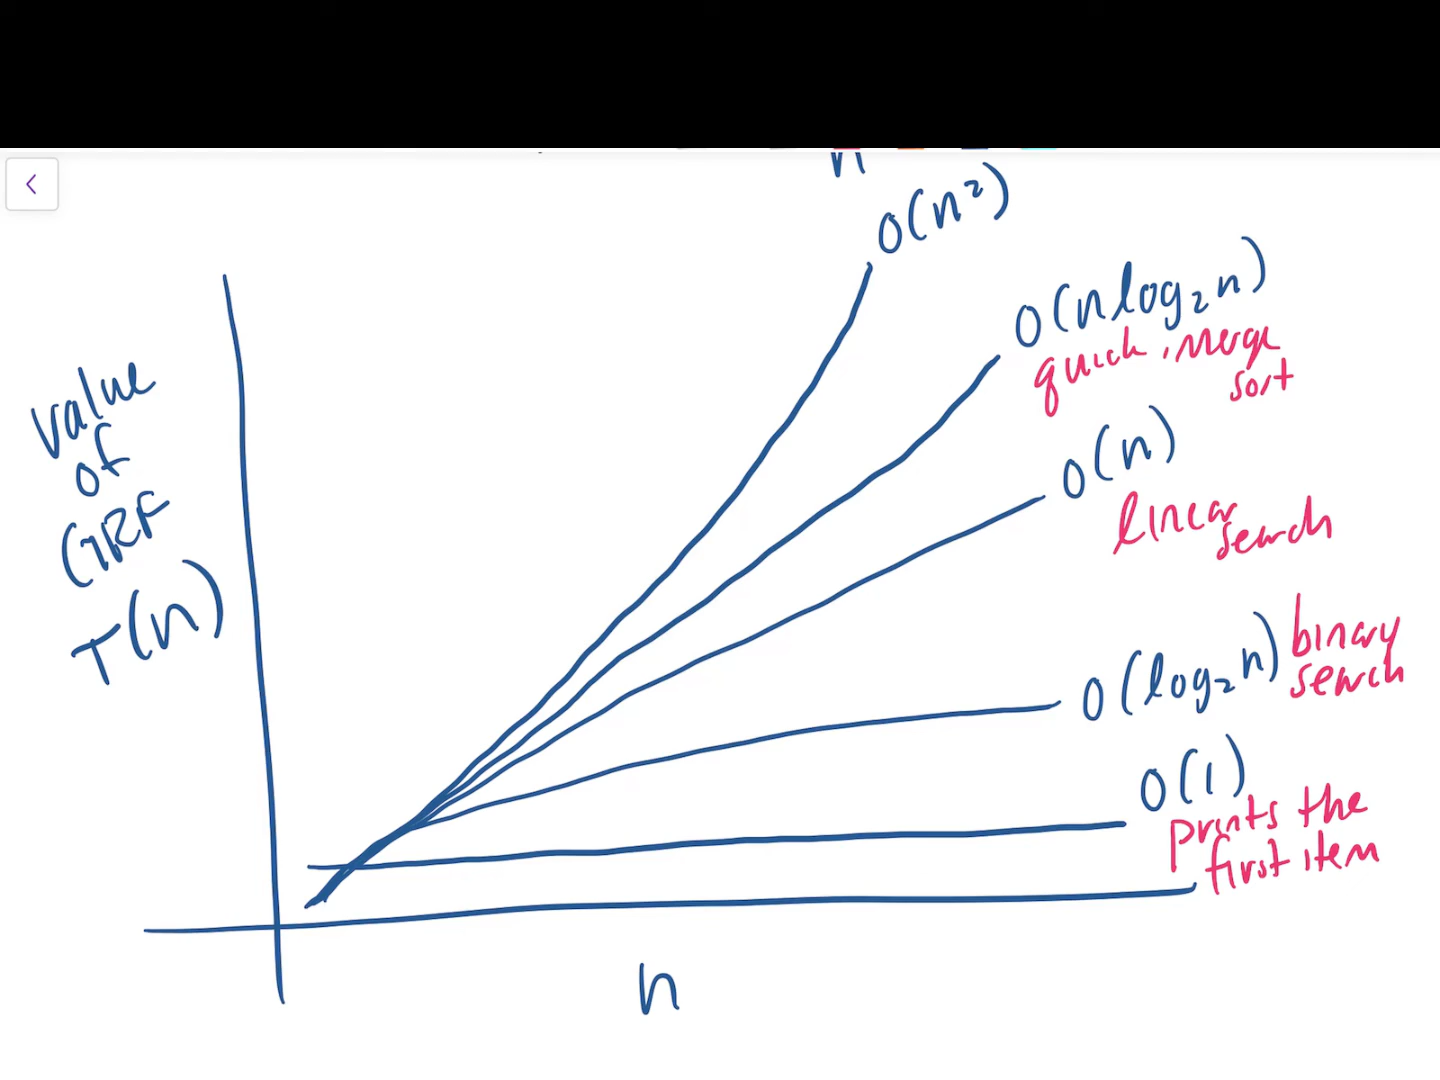 n
O(n²)
O(nlog₂n)
quick, merge
sort
O(n)
linear
search
O(log₂n)
binary
search
O(1)
prints the
first item
value
of
GRF
T(n)
n